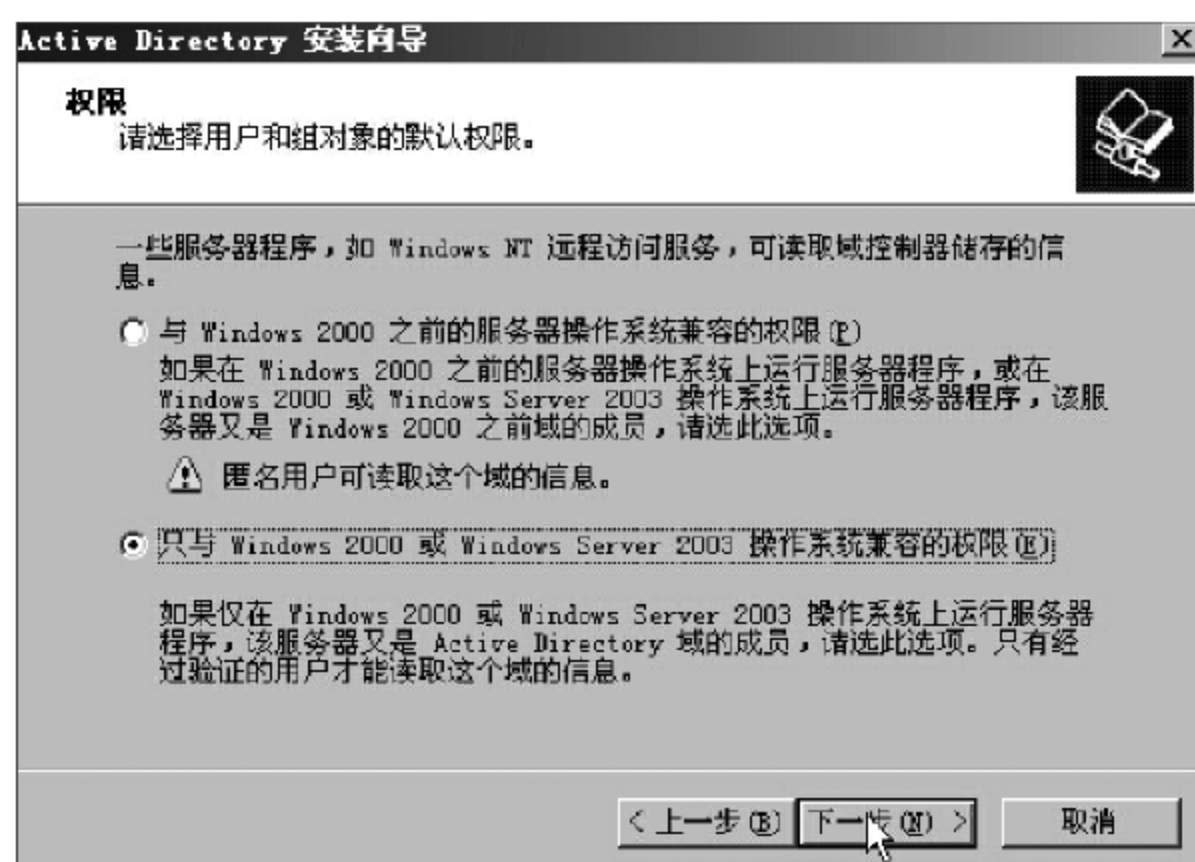 Active Directory 安装向导
权限
请选择用户和组对象的默认权限。
一些服务器程序，如 Windows NT 远程访问服务，可读取域控制器储存的信
息。
与 Windows 2000 之前的服务器操作系统兼容的权限(P)
如果在 Windows 2000 之前的服务器操作系统上运行服务器程序，或在
Windows 2000 或 Windows Server 2003 操作系统上运行服务器程序，该服
务器又是 Windows 2000 之前域的成员，请选此选项。
匿名用户可读取这个域的信息。
只与 Windows 2000 或 Windows Server 2003 操作系统兼容的权限(E)
如果仅在 Windows 2000 或 Windows Server 2003 操作系统上运行服务器
程序，该服务器又是 Active Directory 域的成员，请选此选项。只有经
过验证的用户才能读取这个域的信息。
< 上一步(B) 下一步(N) > 取消